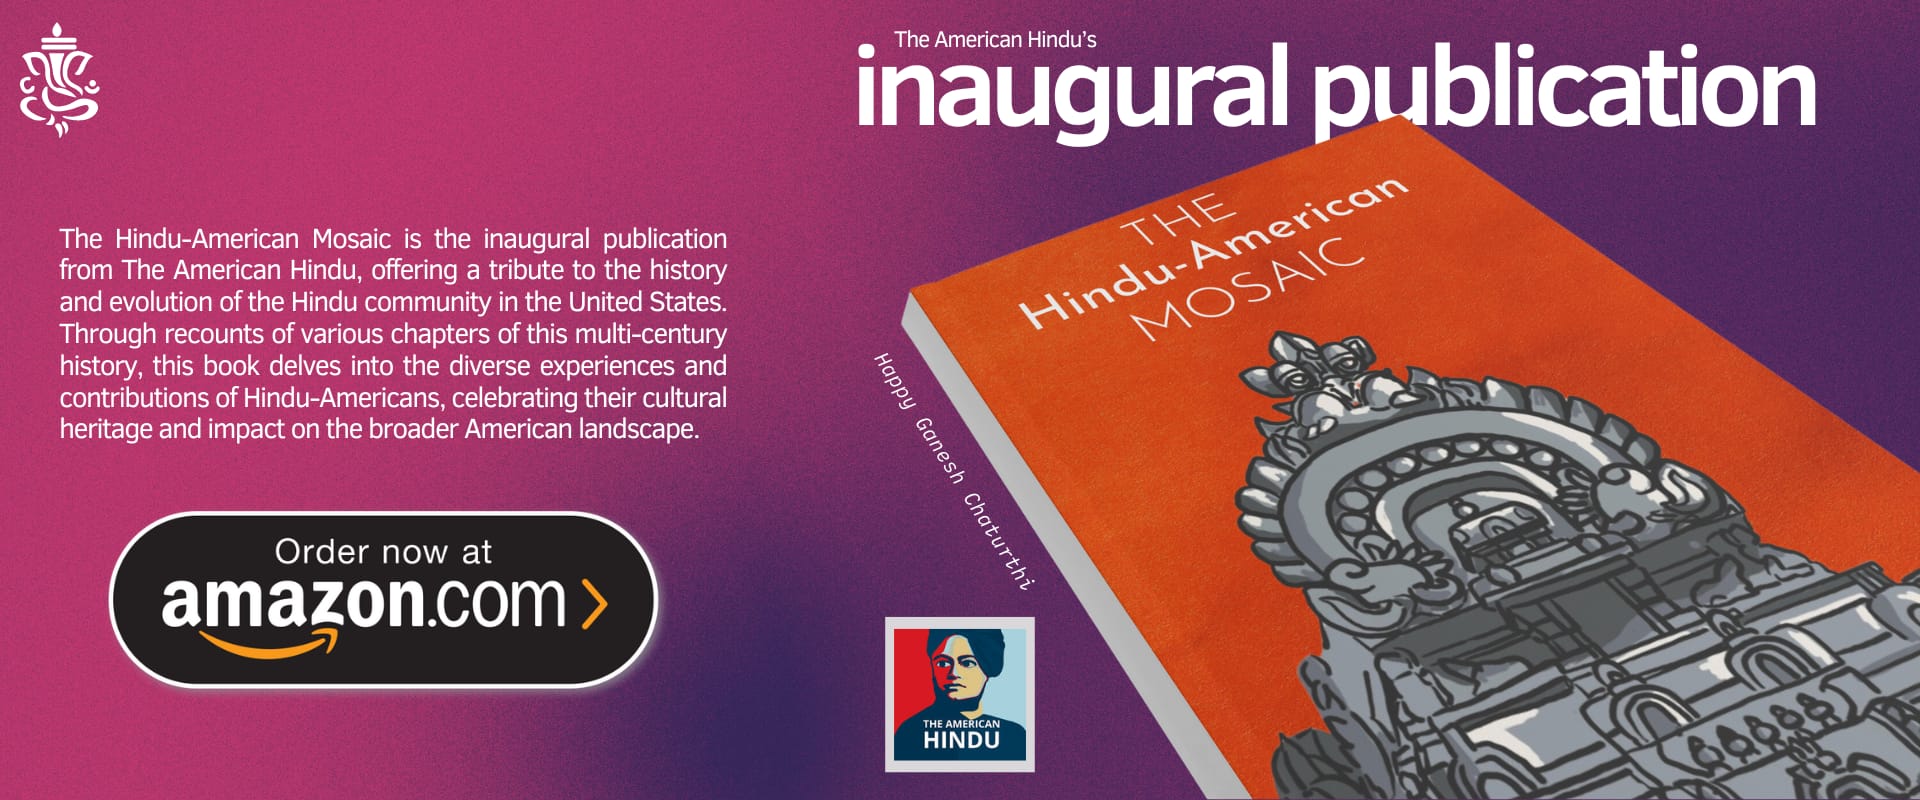 The American Hindu's
inaugural publication
The Hindu-American Mosaic is the inaugural publication
from The American Hindu, offering a tribute to the history
and evolution of the Hindu community in the United States.
Through recounts of various chapters of this multi-century
history, this book delves into the diverse experiences and
contributions of Hindu-Americans, celebrating their cultural
heritage and impact on the broader American landscape.
Order now at
amazon.com
THE
Hindu-American
MOSAIC
Happy Ganesh Chaturthi
THE AMERICAN
HINDU